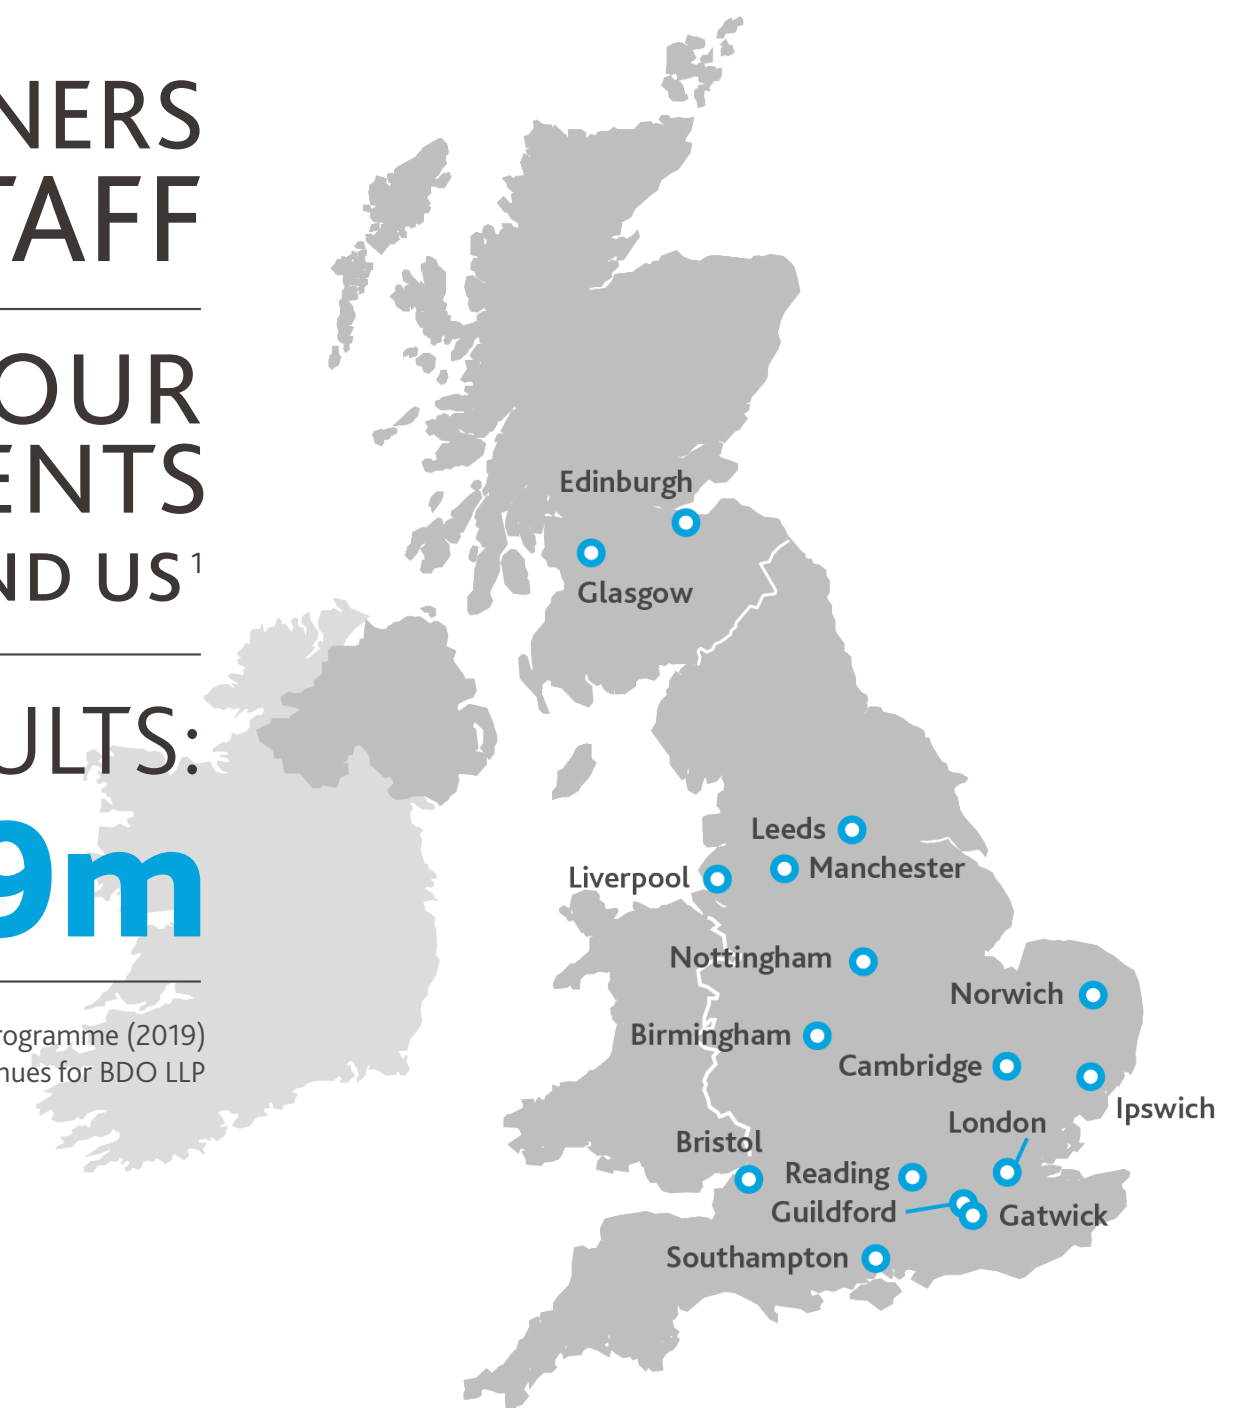 NERS
TAFF
OUR
ENTS
ND US¹
ULTS:
9m
rogramme (2019)
nues for BDO LLP
Edinburgh
Glasgow
Leeds
Manchester
Liverpool
Nottingham
Norwich
Birmingham
Cambridge
Ipswich
London
Bristol
Reading
Guildford
Gatwick
Southampton